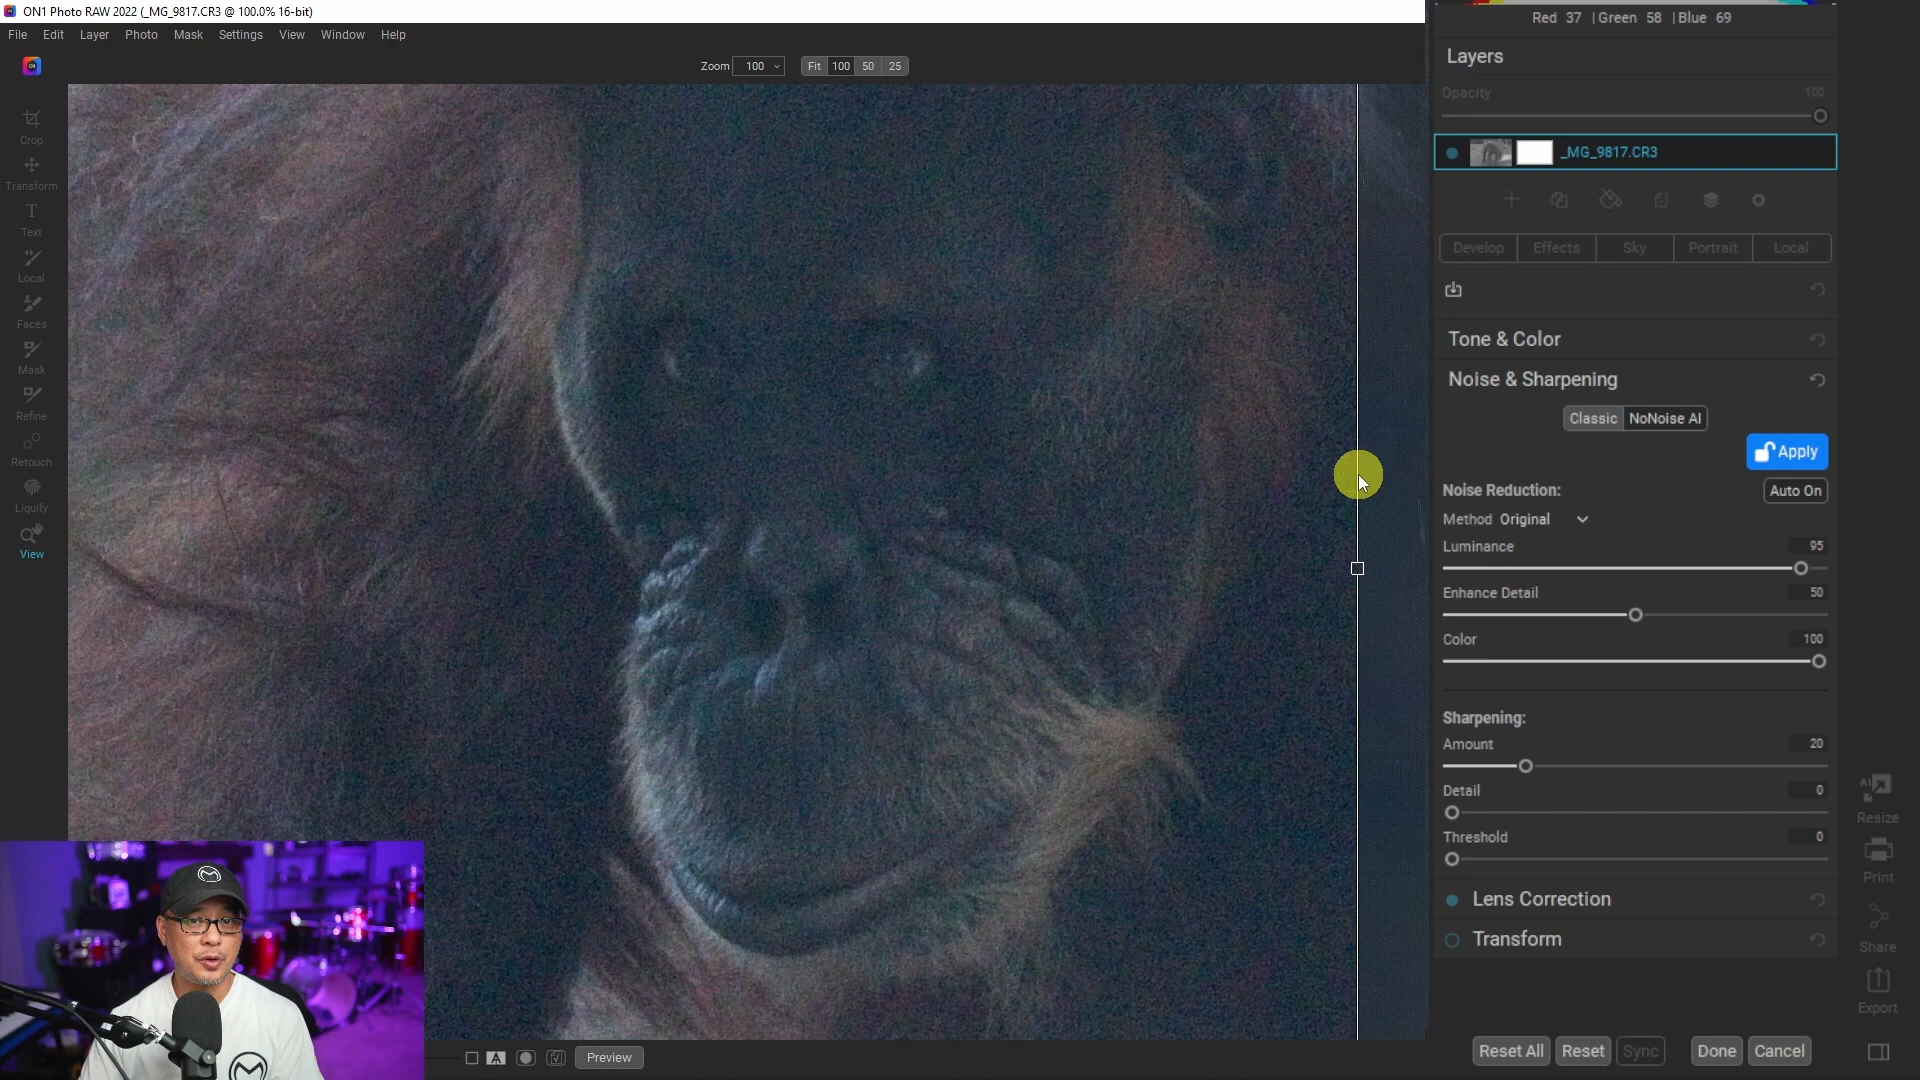 ON1 Photo RAW 2022 (_MG_9817.CR3 @ 100.0% 16-bit)
File Edit Layer Photo Mask Settings View Window Help
Zoom 100 Fit 100 50 25
Crop
Transform
Text
Local
Faces
Mask
Refine
Retouch
Liquify
View
Preview
Red 37 | Green 58 | Blue 69
Layers
Opacity 100
_MG_9817.CR3
Develop Effects Sky Portrait Local
Tone & Color
Noise & Sharpening
Classic NoNoise AI
Apply
Noise Reduction: Auto On
Method Original
Luminance 95
Enhance Detail 50
Color 100
Sharpening:
Amount 20
Detail 0
Threshold 0
Lens Correction
Transform
Reset All Reset Sync Done Cancel
AI
Resize
Print
Share
Export